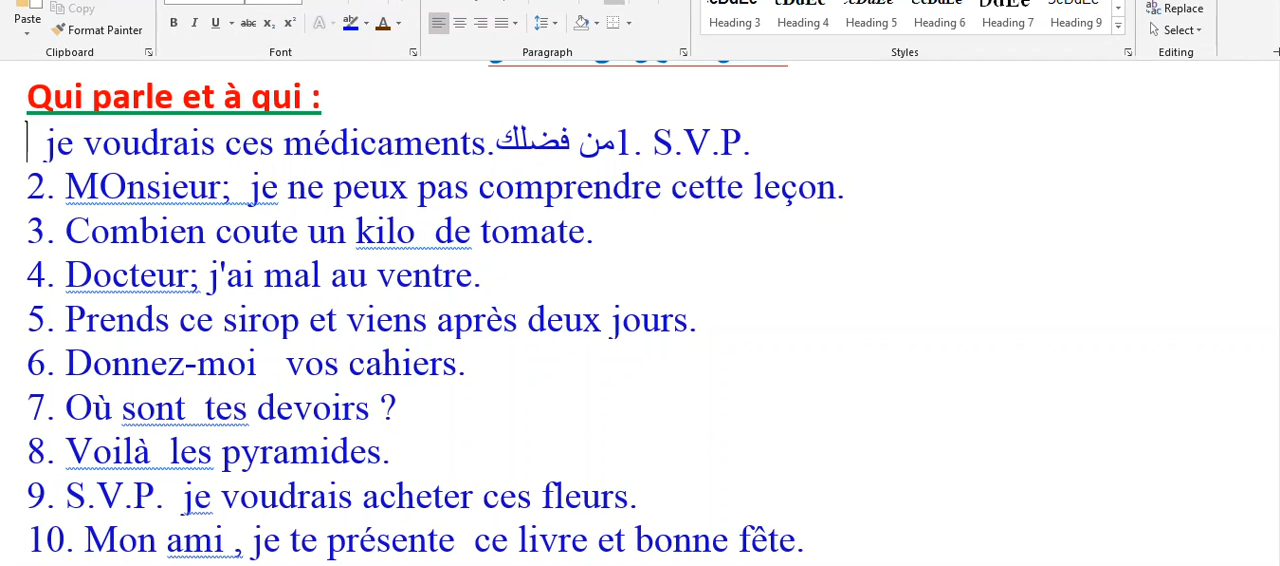 Paste
Copy
Format Painter
Clipboard
B I U abc x₂ x² A ab A
Font
Paragraph
Heading 3 Heading 4 Heading 5 Heading 6 Heading 7 Heading 9
Styles
Replace
Select
Editing
Qui parle et à qui :
je voudrais ces médicaments.من فضلك1. S.V.P.
2. MOnsieur; je ne peux pas comprendre cette leçon.
3. Combien coute un kilo de tomate.
4. Docteur; j'ai mal au ventre.
5. Prends ce sirop et viens après deux jours.
6. Donnez-moi vos cahiers.
7. Où sont tes devoirs ?
8. Voilà les pyramides.
9. S.V.P. je voudrais acheter ces fleurs.
10. Mon ami , je te présente ce livre et bonne fête.